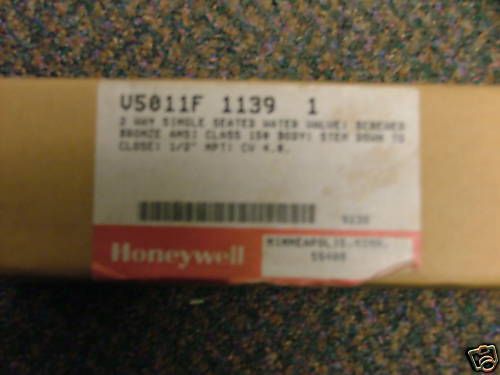 V5011F 1139 1
2 WAY SINGLE SEATED WATER VALVE; SCREWED
BRONZE ANSI CLASS 150 BODY; STEM DOWN TO
CLOSE; 1/2" NPT; CV 4.0.
Honeywell
MINNEAPOLIS, MINN.
55408